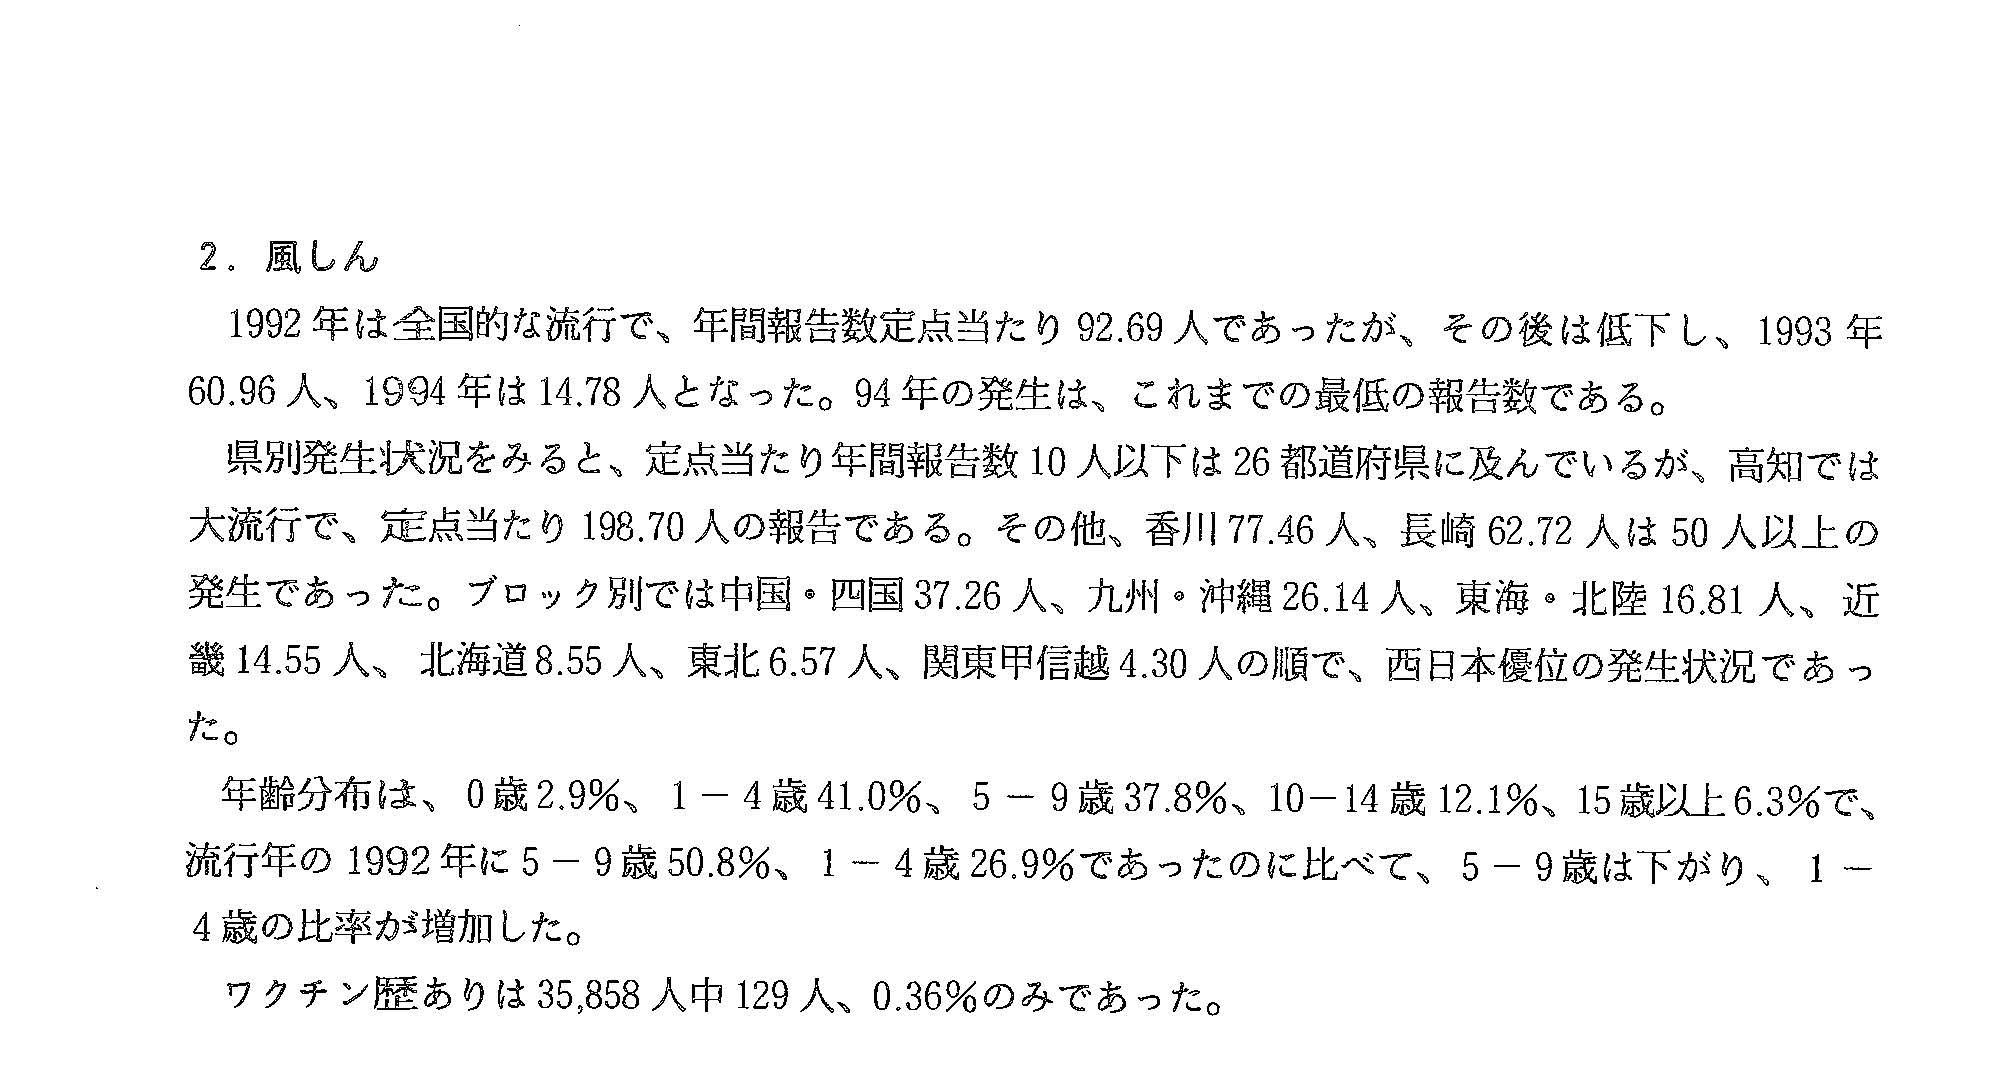 2．風しん
1992年は全国的な流行で、年間報告数定点当たり 92.69人であったが、その後は低下し、1993年
60.96人、1994年は14.78人となった。94年の発生は、これまでの最低の報告数である。
県別発生状況をみると、定点当たり年間報告数10人以下は26都道府県に及んでいるが、高知では
大流行で、定点当たり 198.70人の報告である。その他、香川77.46人、長崎62.72人は50人以上の
発生であった。ブロック別では中国・四国37.26人、九州・沖縄26.14人、東海・北陸16.81人、近
畿14.55人、北海道8.55人、東北6.57人、関東甲信越4.30人の順で、西日本優位の発生状況であっ
た。
年齢分布は、0歳2.9％、1－4歳41.0％、5－9歳37.8％、10－14歳12.1％、15歳以上6.3％で、
流行年の1992年に5－9歳50.8％、1－4歳26.9％であったのに比べて、5－9歳は下がり、1－
4歳の比率が増加した。
ワクチン歴ありは35,858人中129人、0.36％のみであった。